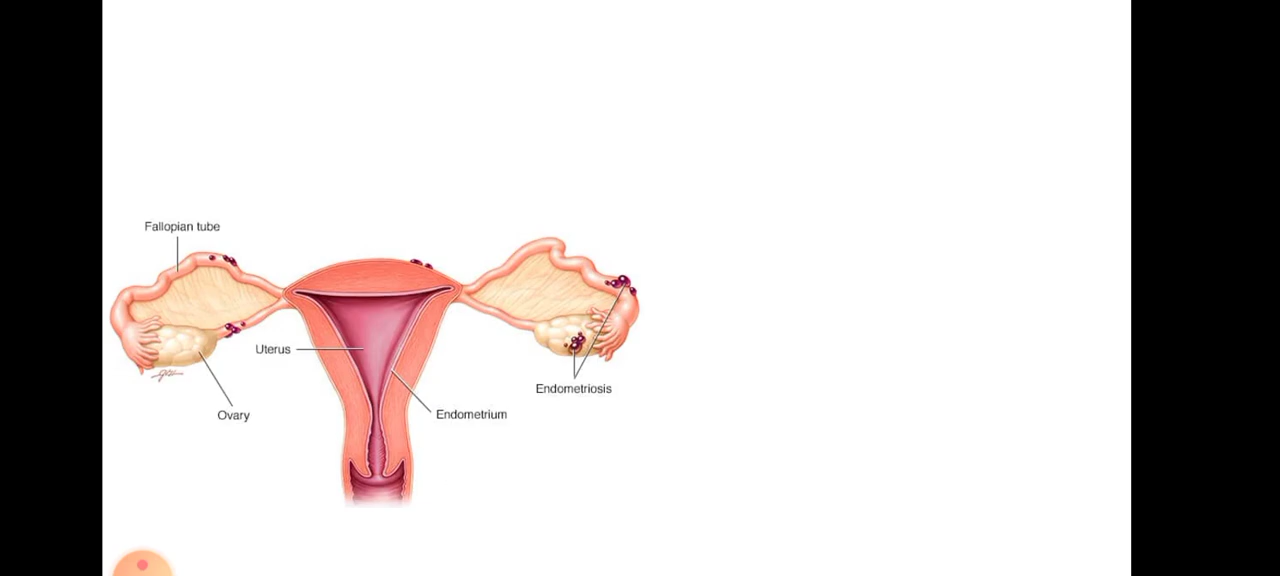 Fallopian tube
Uterus
Endometriosis
Endometrium
Ovary